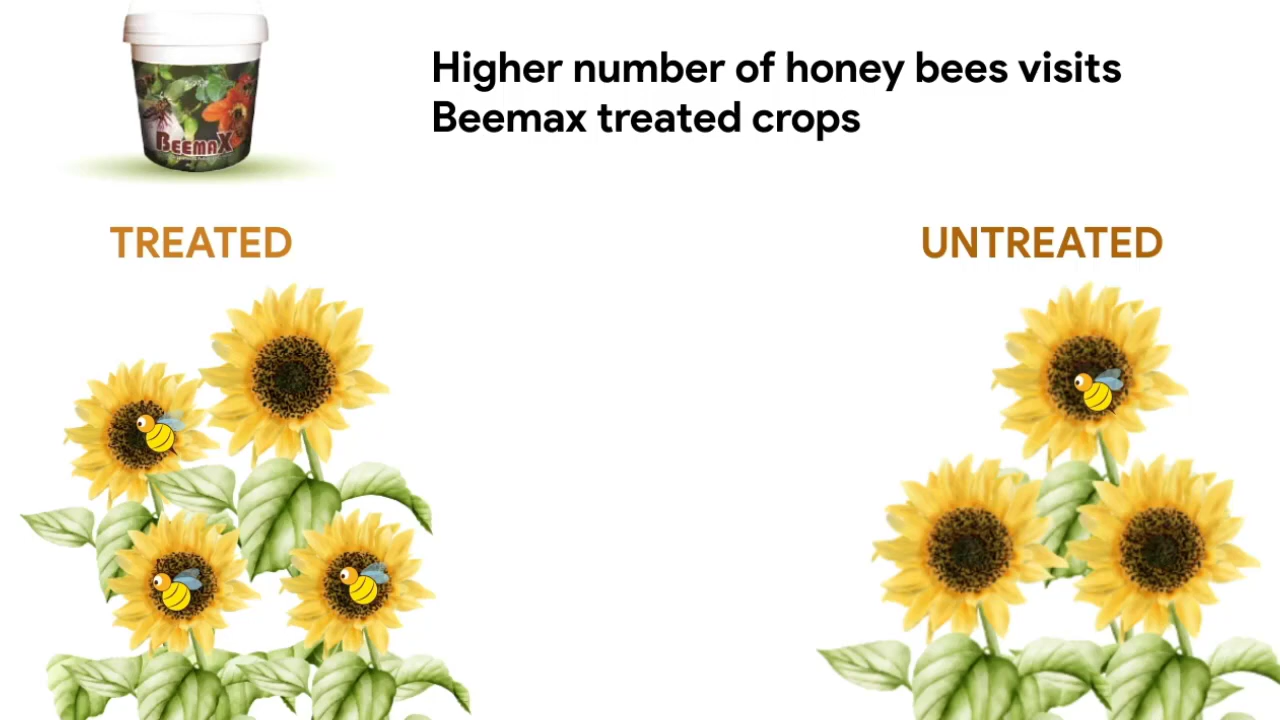 Higher number of honey bees visits
Beemax treated crops
BEEMAX
TREATED
UNTREATED